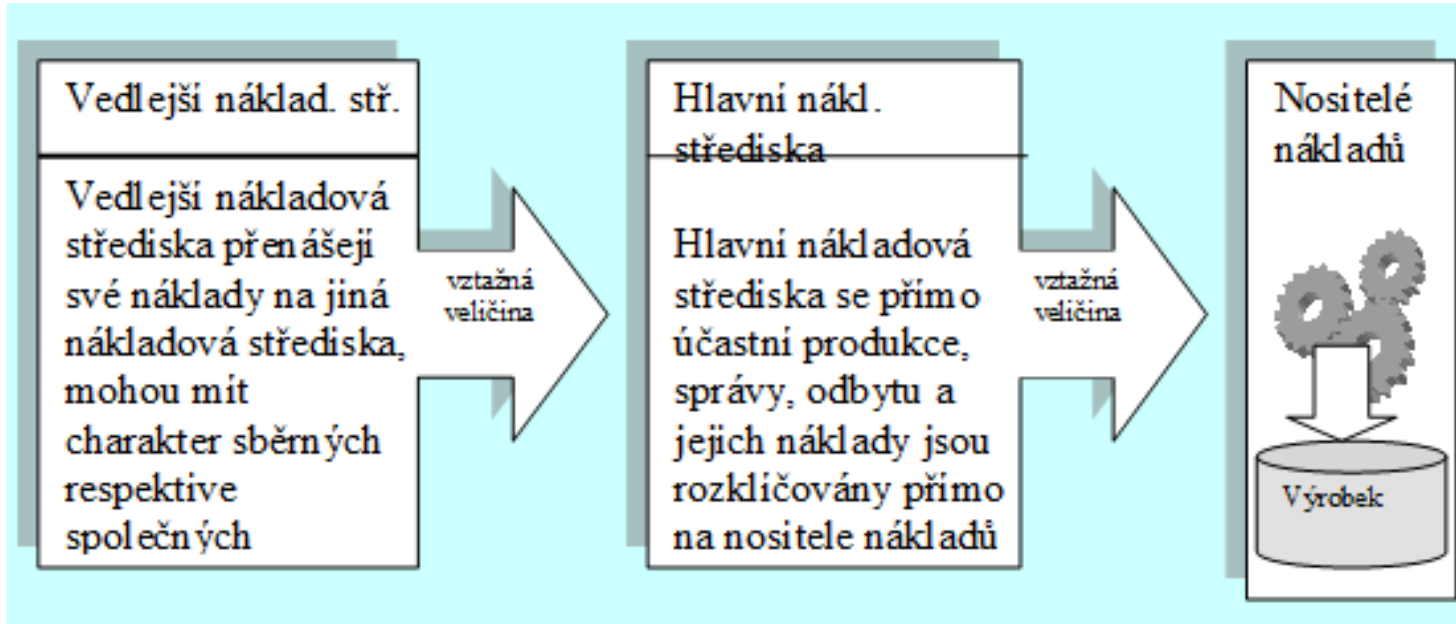 Vedlejší náklad. stř.
Vedlejší nákladová
střediska přenášejí
své náklady na jiná
nákladová střediska,
mohou mít
charakter sběrných
respektive
společných
vztažná
veličina
Hlavní nákl.
střediska
Hlavní nákladová
střediska se přímo
účastní produkce,
správy, odbytu a
jejich náklady jsou
rozklíčovány přímo
na nositele nákladů
vztažná
veličina
Nositelé
nákladů
Výrobek